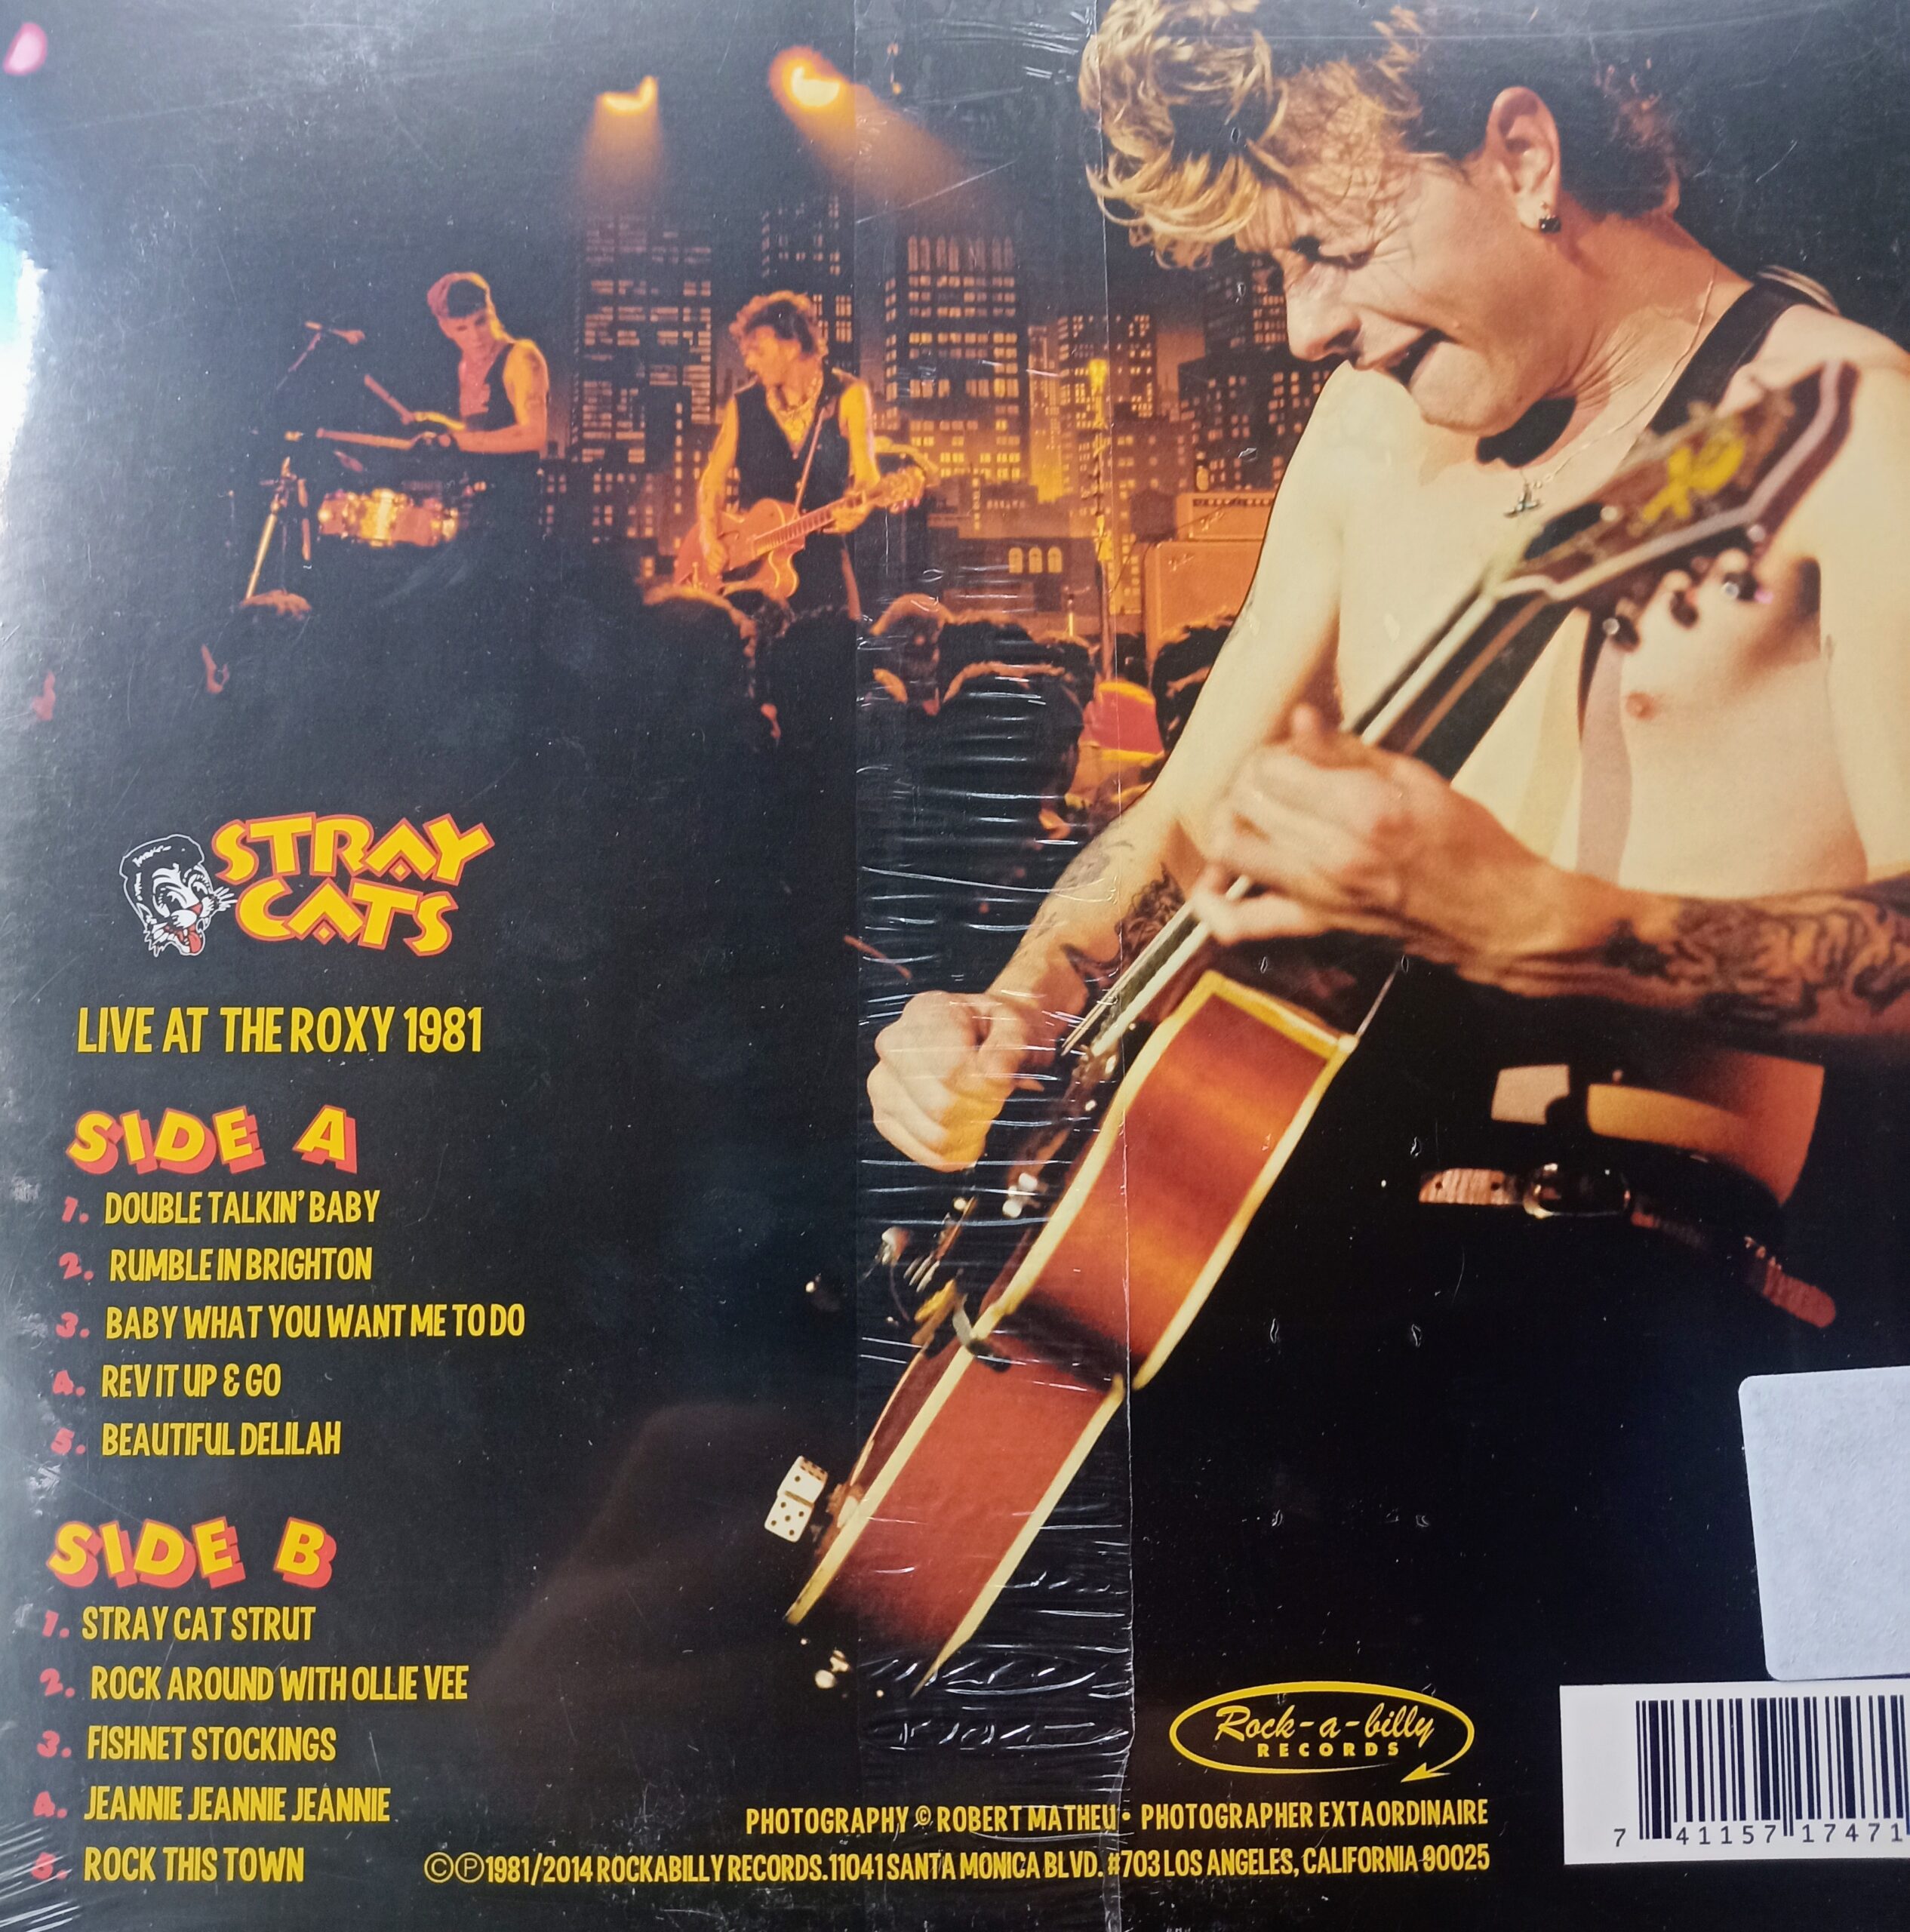 STRAY
CATS
LIVE AT THE ROXY 1981
SIDE A
1. DOUBLE TALKIN' BABY
2. RUMBLE IN BRIGHTON
3. BABY WHAT YOU WANT ME TO DO
4. REV IT UP & GO
5. BEAUTIFUL DELILAH
SIDE B
1. STRAY CAT STRUT
2. ROCK AROUND WITH OLLIE VEE
3. FISHNET STOCKINGS
4. JEANNIE JEANNIE JEANNIE
5. ROCK THIS TOWN
Rock-a-billy
RECORDS
PHOTOGRAPHY © ROBERT MATHEU • PHOTOGRAPHER EXTAORDINAIRE
©℗1981/2014 ROCKABILLY RECORDS. 11041 SANTA MONICA BLVD. #703 LOS ANGELES, CALIFORNIA 90025
7 41157 17471